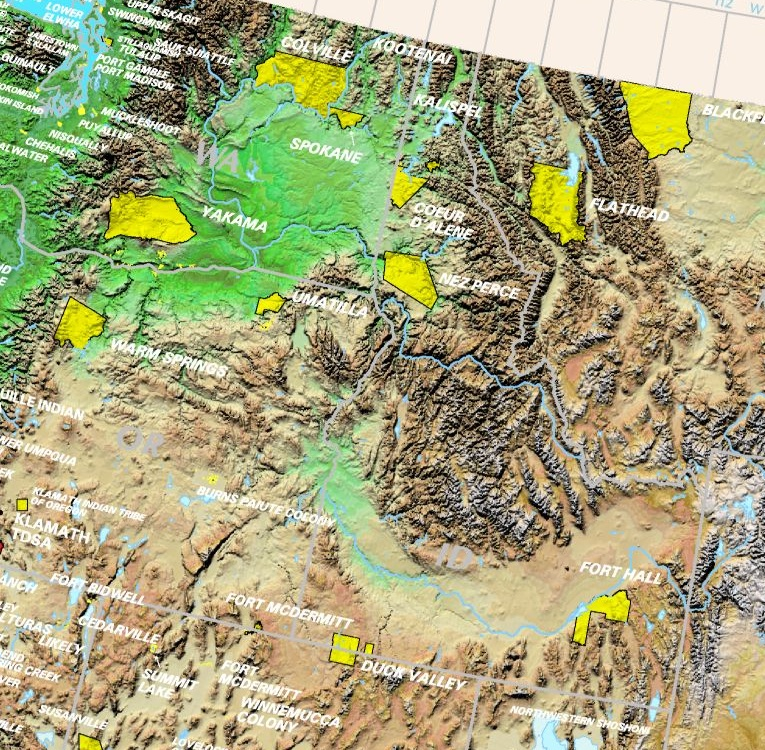 112 W
LOWER
ELWHA
UPPER SKAGIT
SWINOMISH
JAMESTOWN
S'KLALLAM
STILLAGUAMISH
TULALIP
SAUK SUIATTLE
PORT GAMBLE
PORT MADISON
QUINAULT
COLVILLE
KOOTENAI
KALISPEL
MUCKLESHOOT
PUYALLUP
NISQUALLY
CHEHALIS
WA
SPOKANE
COEUR
D'ALENE
FLATHEAD
YAKAMA
NEZ PERCE
UMATILLA
WARM SPRINGS
OR
BURNS PAIUTE COLONY
KLAMATH INDIAN TRIBE
OF OREGON
KLAMATH
TDSA
ID
FORT HALL
FORT BIDWELL
CEDARVILLE
FORT MCDERMITT
DUCK VALLEY
LIKELY
SUMMIT
LAKE
FORT
MCDERMITT
WINNEMUCCA
COLONY
SUSANVILLE
NORTHWESTERN SHOSHONI